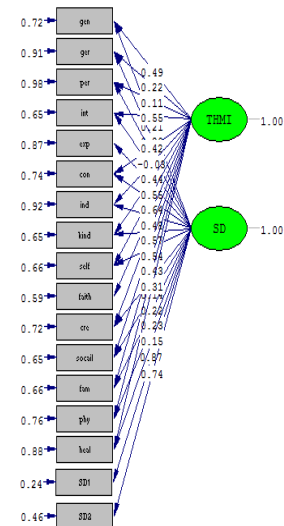 0.72 gen
0.91 ger
0.98 per
0.65 int
0.87 exp
0.74 con
0.92 ind
0.65 kind
0.66 self
0.59 faith
0.72 cre
0.65 socail
0.66 fam
0.76 phy
0.88 heal
0.24 SD1
0.46 SD2
0.49
0.22
0.11
0.55
0.21
0.42
-0.03
0.44
0.55
0.57
0.54
0.43
0.31
0.23
0.15
0.87
0.74
THMI 1.00
SD 1.00